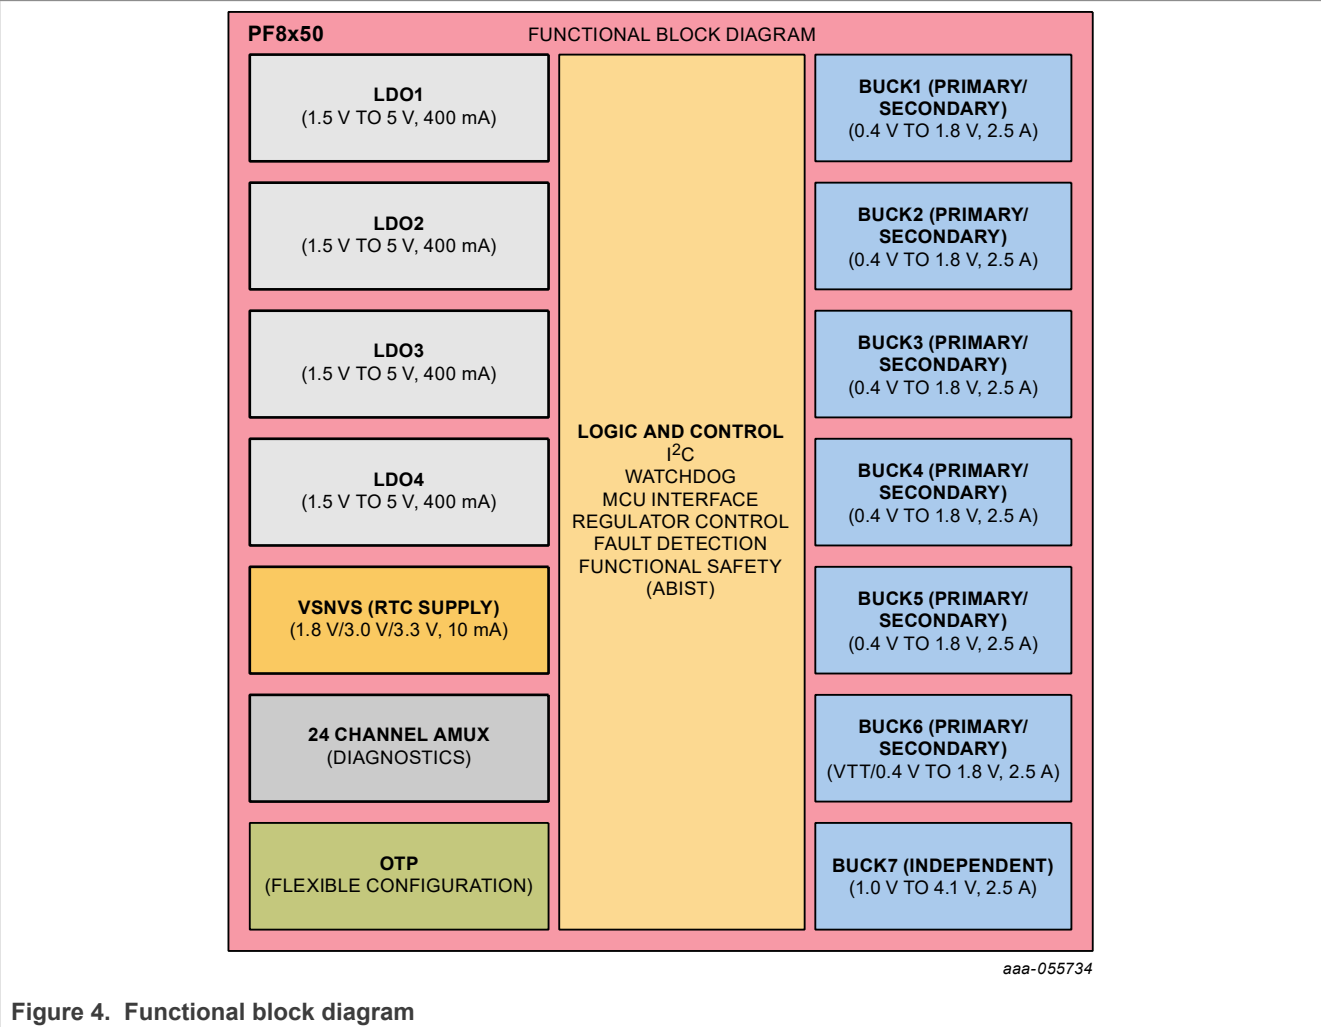 PF8x50
FUNCTIONAL BLOCK DIAGRAM
LDO1
(1.5 V TO 5 V, 400 mA)
LDO2
(1.5 V TO 5 V, 400 mA)
LDO3
(1.5 V TO 5 V, 400 mA)
LDO4
(1.5 V TO 5 V, 400 mA)
VSNVS (RTC SUPPLY)
(1.8 V/3.0 V/3.3 V, 10 mA)
24 CHANNEL AMUX
(DIAGNOSTICS)
OTP
(FLEXIBLE CONFIGURATION)
LOGIC AND CONTROL
I²C
WATCHDOG
MCU INTERFACE
REGULATOR CONTROL
FAULT DETECTION
FUNCTIONAL SAFETY
(ABIST)
BUCK1 (PRIMARY/
SECONDARY)
(0.4 V TO 1.8 V, 2.5 A)
BUCK2 (PRIMARY/
SECONDARY)
(0.4 V TO 1.8 V, 2.5 A)
BUCK3 (PRIMARY/
SECONDARY)
(0.4 V TO 1.8 V, 2.5 A)
BUCK4 (PRIMARY/
SECONDARY)
(0.4 V TO 1.8 V, 2.5 A)
BUCK5 (PRIMARY/
SECONDARY)
(0.4 V TO 1.8 V, 2.5 A)
BUCK6 (PRIMARY/
SECONDARY)
(VTT/0.4 V TO 1.8 V, 2.5 A)
BUCK7 (INDEPENDENT)
(1.0 V TO 4.1 V, 2.5 A)
aaa-055734
Figure 4. Functional block diagram